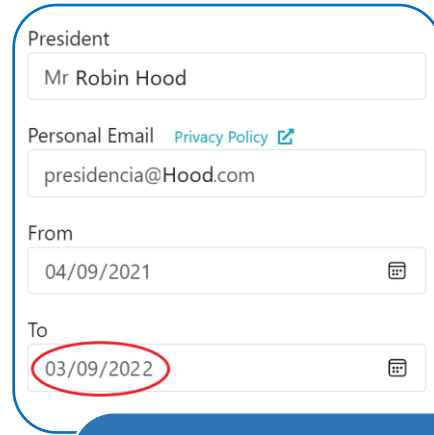 President
Mr Robin Hood
Personal Email Privacy Policy
presidencia@Hood.com
From
04/09/2021
To
03/09/2022